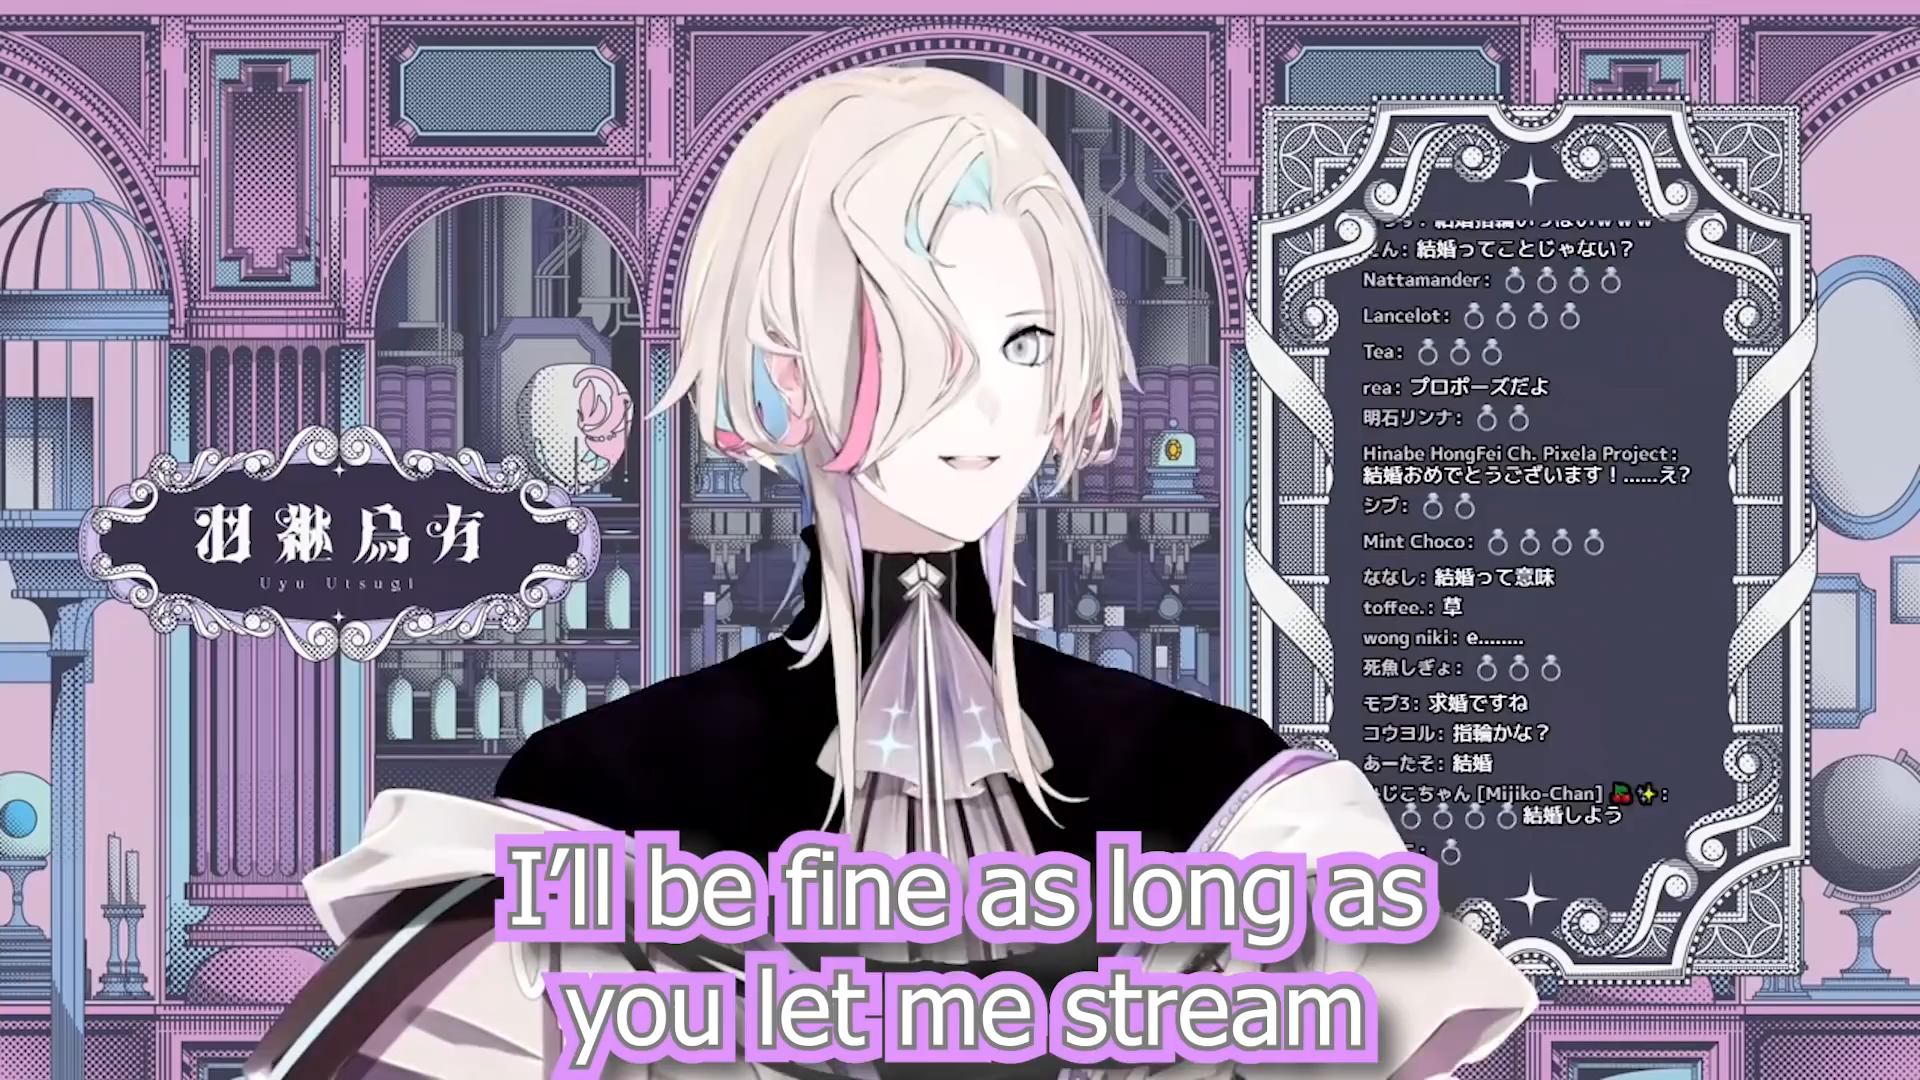 羽継烏有
Uyu Utsugi
結婚ってことじゃない？
Nattamander: 💍💍💍💍
Lancelot: 💍💍💍💍
Tea: 💍💍💍
rea: プロポーズだよ
明石リンナ: 💍💍
Hinabe HongFei Ch. Pixela Project:
結婚おめでとうございます！……え？
シブ: 💍💍
Mint Choco: 💍💍💍💍
ななし: 結婚って意味
toffee.: 草
wong niki: e........
死魚しぎょ: 💍💍💍
モブ3: 求婚ですね
コウヨル: 指輪かな？
あーたそ: 結婚
じこちゃん [Mijiko-Chan] 🍒✨:
💍💍💍💍結婚しよう
💍
I'll be fine as long as
you let me stream